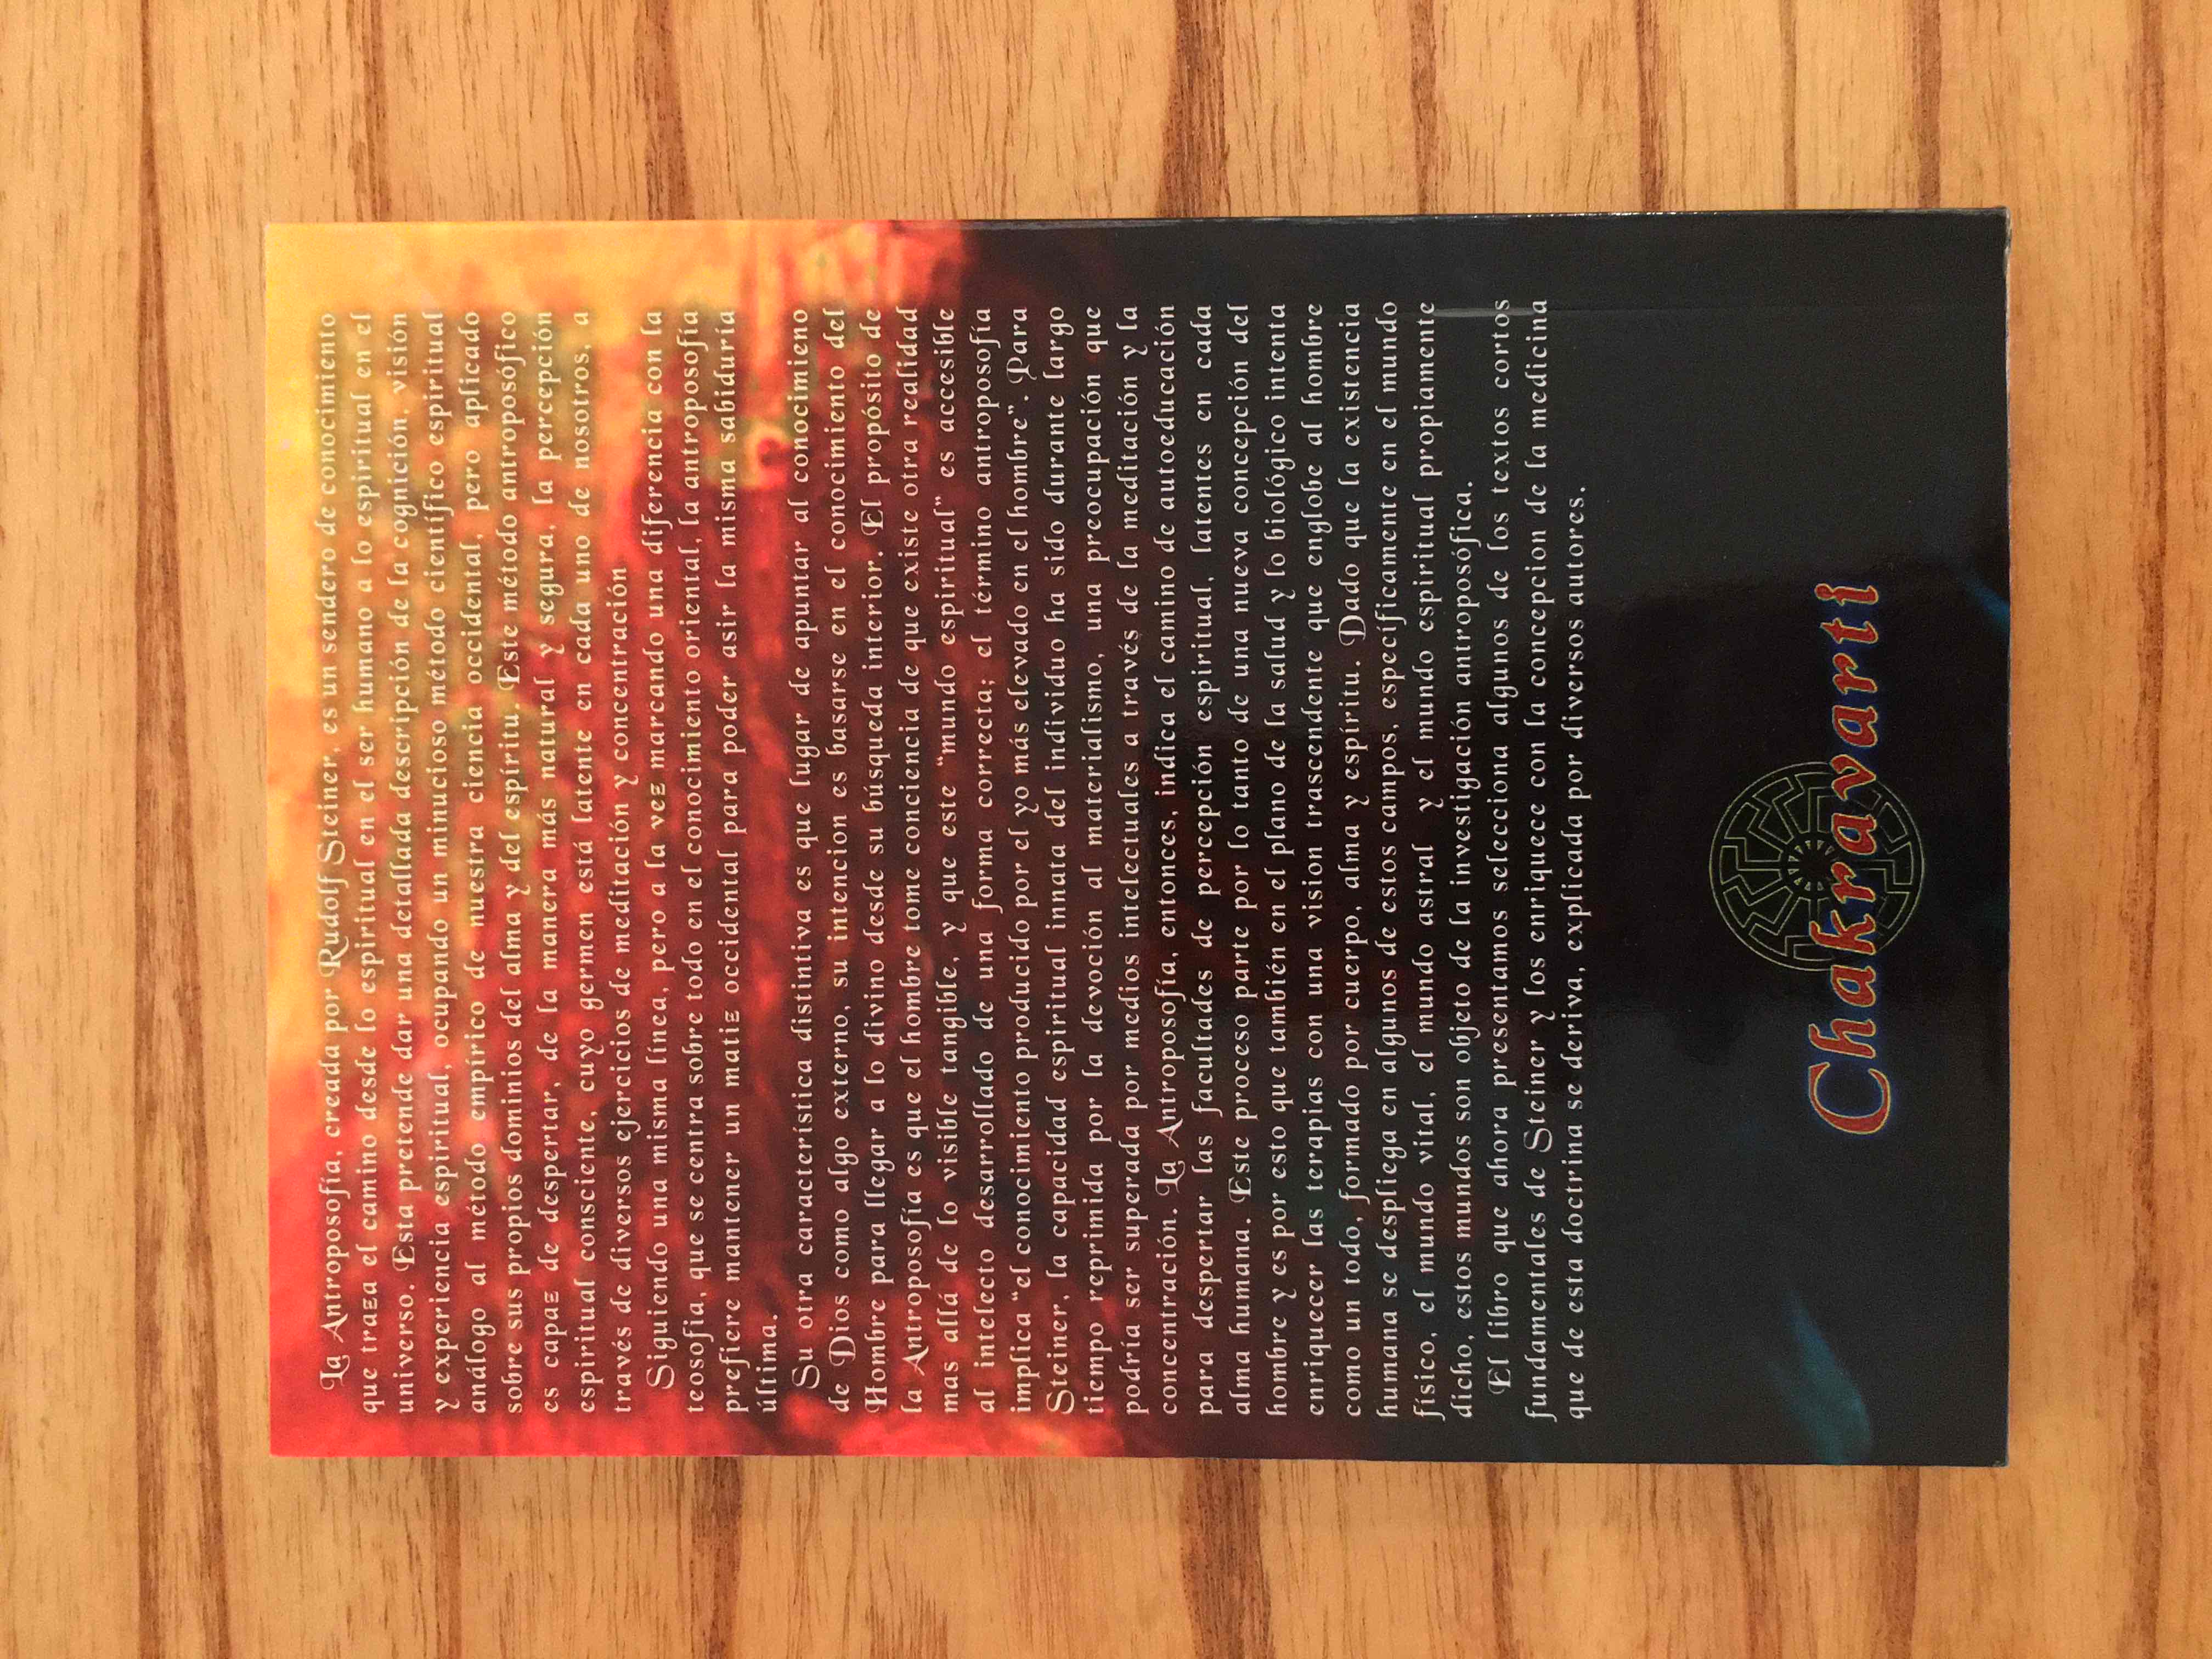 La Antroposofía, creada por Rudolf Steiner, es un sendero de conocimiento
que traza el camino desde lo espiritual en el ser humano a lo espiritual en el
universo. Esta pretende dar una detallada descripción de la cognición, visión
y experiencia espiritual, ocupando un minucioso método científico espiritual
análogo al método empírico de nuestra ciencia occidental, pero aplicado
sobre sus propios dominios del alma y del espíritu. Este método antroposófico
es capaz de despertar, de la manera más natural y segura, la percepción
espiritual consciente, cuyo germen está latente en cada uno de nosotros, a
través de diversos ejercicios de meditación y concentración
Siguiendo una misma línea, pero a la vez marcando una diferencia con la
teosofía, que se centra sobre todo en el conocimiento oriental, la antroposofía
prefiere mantener un matiz occidental para poder asir la misma sabiduría
última.
Su otra característica distintiva es que lugar de apuntar al conocimieno
de Dios como algo externo, su intencion es basarse en el conocimiento del
Hombre para llegar a lo divino desde su búsqueda interior. El propósito de
la Antroposofía es que el hombre tome conciencia de que existe otra realidad
mas allá de lo visible tangible, y que este "mundo espiritual" es accesible
al intelecto desarrollado de una forma correcta; el término antroposofía
implica "el conocimiento producido por el yo más elevado en el hombre". Para
Steiner, la capacidad espiritual innata del individuo ha sido durante largo
tiempo reprimida por la devoción al materialismo, una preocupación que
podría ser superada por medios intelectuales a través de la meditación y la
concentración. La Antroposofía, entonces, indica el camino de autoeducación
para despertar las facultades de percepción espiritual, latentes en cada
alma humana. Este proceso parte por lo tanto de una nueva concepción del
hombre y es por esto que también en el plano de la salud y lo biológico intenta
enriquecer las terapias con una vision trascendente que englobe al hombre
como un todo, formado por cuerpo, alma y espíritu. Dado que la existencia
humana se despliega en algunos de estos campos, específicamente en el mundo
físico, el mundo vital, el mundo astral y el mundo espiritual propiamente
dicho, estos mundos son objeto de la investigación antroposófica.
El libro que ahora presentamos selecciona algunos de los textos cortos
fundamentales de Steiner y los enriquece con la concepcion de la medicina
que de esta doctrina se deriva, explicada por diversos autores.
Chakravarti